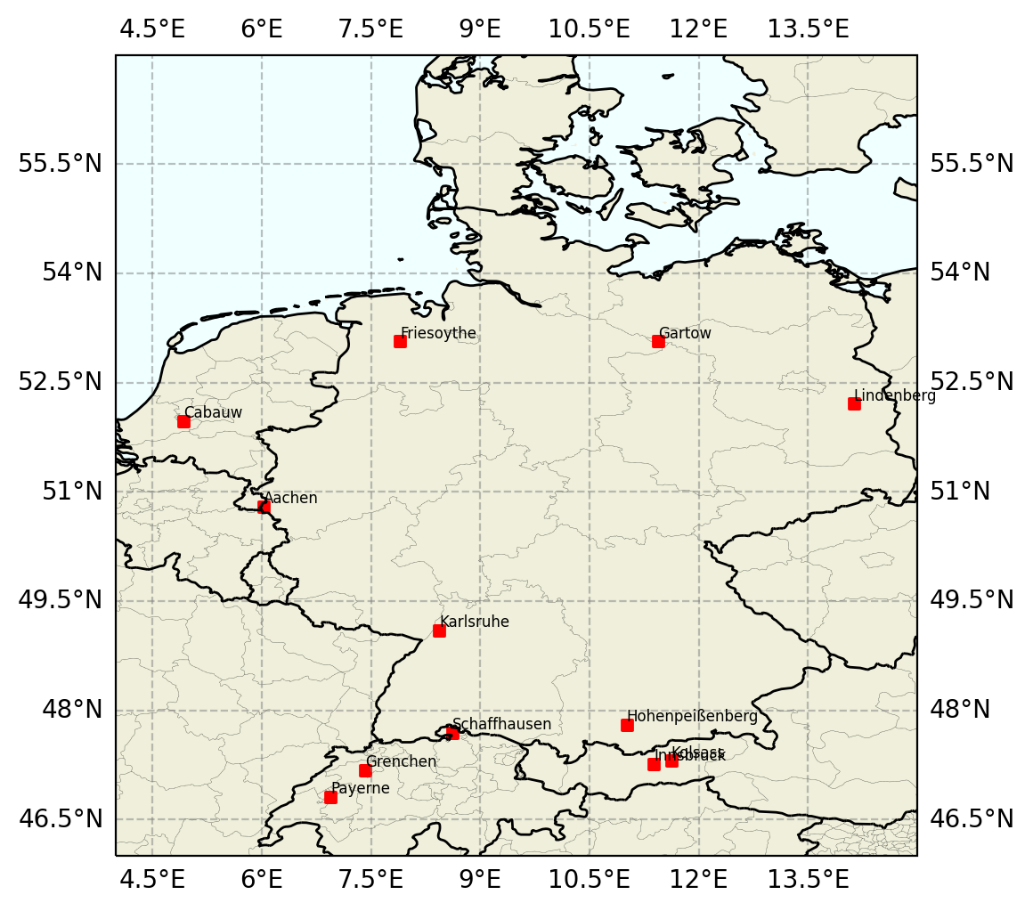 4.5°E 6°E 7.5°E 9°E 10.5°E 12°E 13.5°E
55.5°N 55.5°N
54°N 54°N
Friesoythe Gartow
52.5°N 52.5°N
Lindenberg
Cabauw
51°N 51°N
Aachen
49.5°N 49.5°N
Karlsruhe
48°N 48°N
Hohenpeißenberg
Schaffhausen
Kolsass
Innsbruck
Grenchen
Payerne
46.5°N 46.5°N
4.5°E 6°E 7.5°E 9°E 10.5°E 12°E 13.5°E